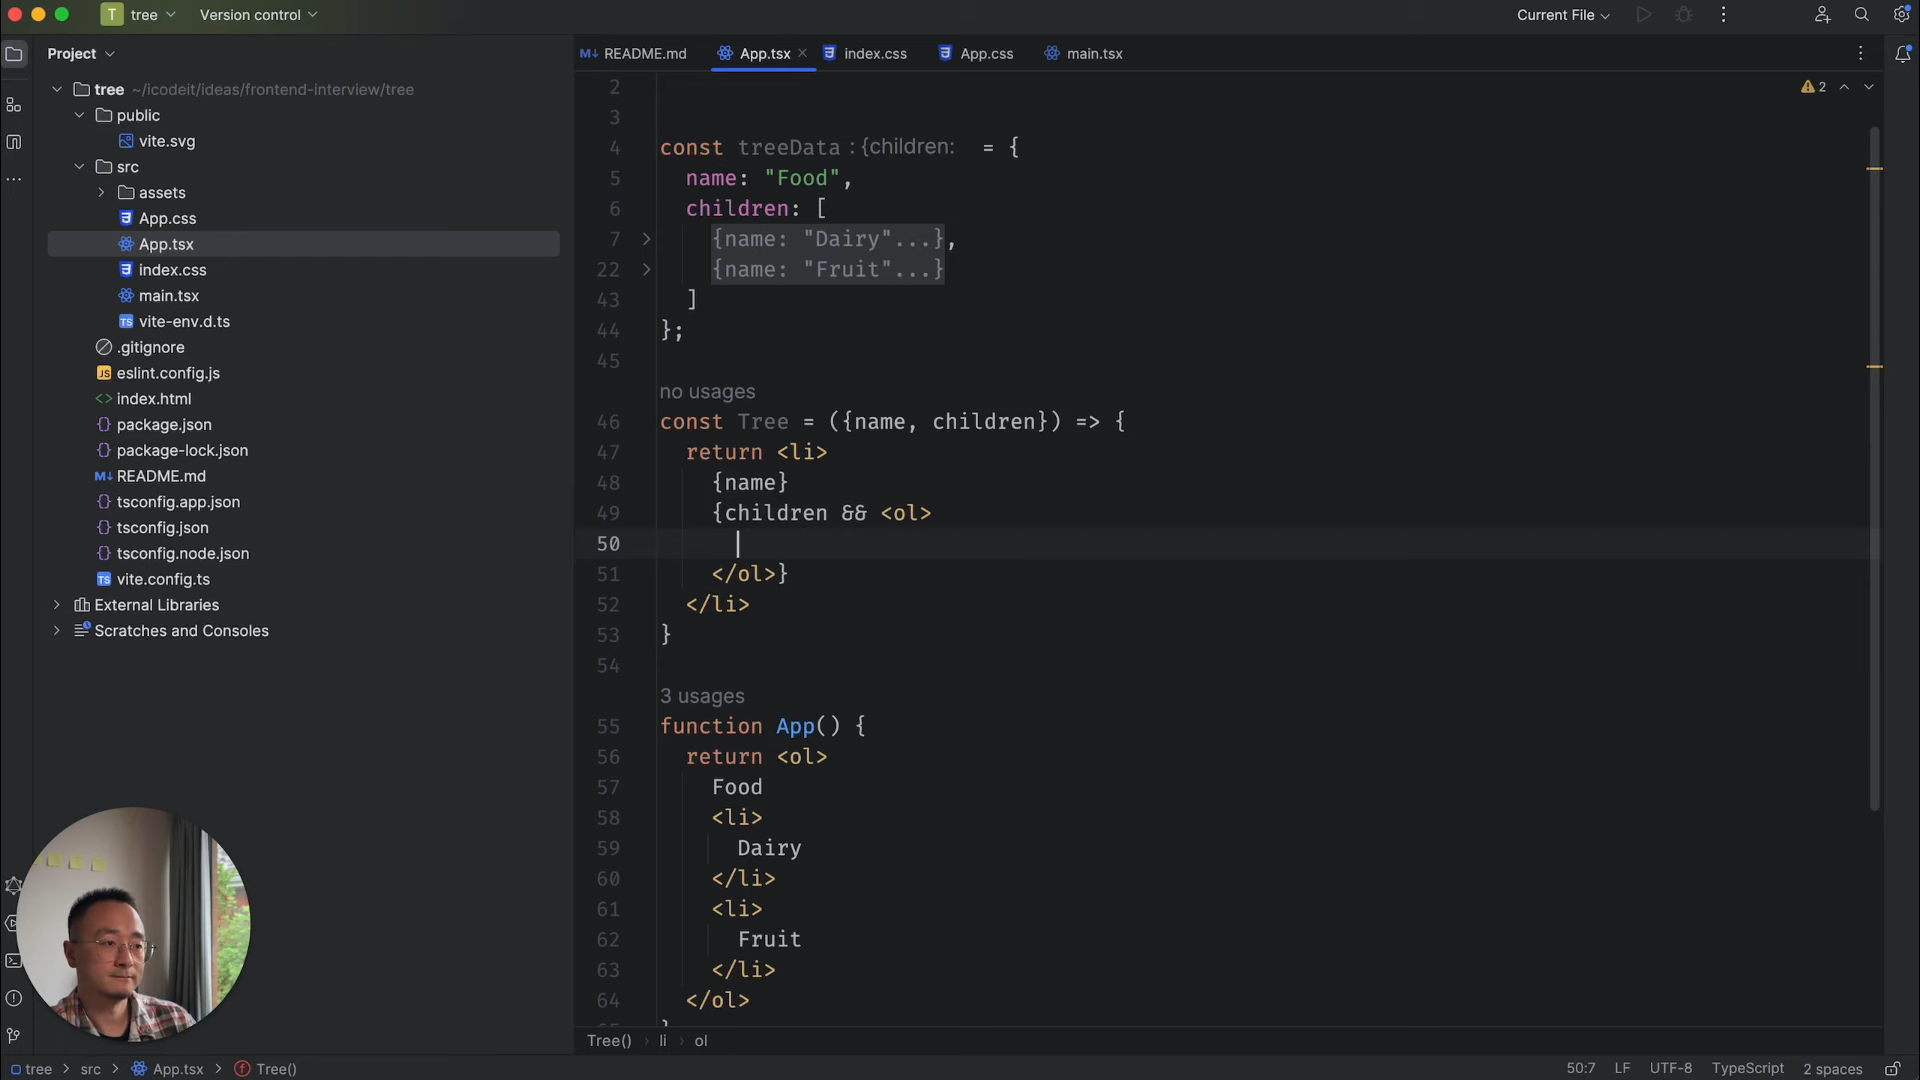 T tree
Version control
Current File
Project
README.md
App.tsx
index.css
App.css
main.tsx
tree ~/icodeit/ideas/frontend-interview/tree
public
vite.svg
src
assets
App.css
App.tsx
index.css
main.tsx
TS vite-env.d.ts
.gitignore
JS eslint.config.js
<> index.html
{} package.json
{} package-lock.json
M↓ README.md
{} tsconfig.app.json
{} tsconfig.json
{} tsconfig.node.json
TS vite.config.ts
External Libraries
Scratches and Consoles
2
2
3
4 const treeData : {children: = {
5 name: "Food",
6 children: [
7 {name: "Dairy"...},
22 {name: "Fruit"...}
43 ]
44 };
45
no usages
46 const Tree = ({name, children}) => {
47 return <li>
48 {name}
49 {children && <ol>
50
51 </ol>}
52 </li>
53 }
54
3 usages
55 function App() {
56 return <ol>
57 Food
58 <li>
59 Dairy
60 </li>
61 <li>
62 Fruit
63 </li>
64 </ol>
Tree() > li > ol
tree > src > App.tsx > f Tree()
50:7 LF UTF-8 TypeScript 2 spaces